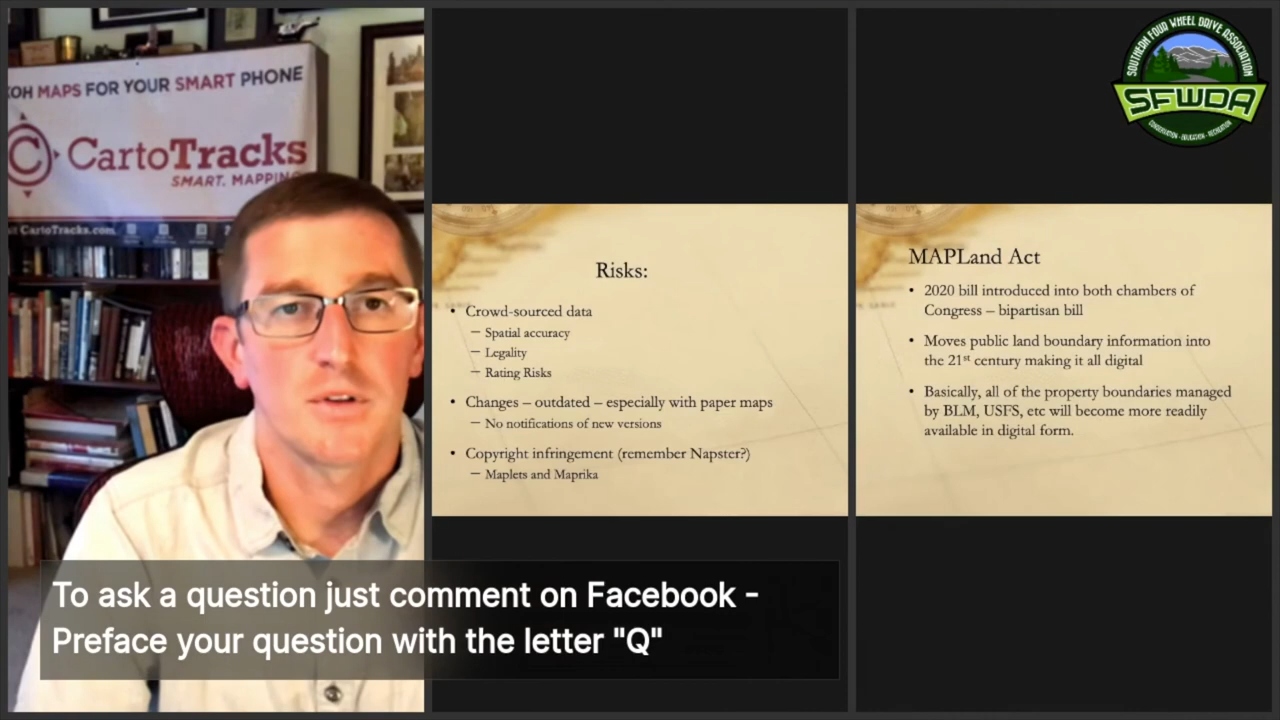 OH MAPS FOR YOUR SMART PHONE
C CartoTracks
SMART. MAPPIN
CartoTracks.com
Risks:
• Crowd-sourced data
– Spatial accuracy
– Legality
– Rating Risks
• Changes – outdated – especially with paper maps
– No notifications of new versions
• Copyright infringement (remember Napster?)
– Maplets and Maprika
MAPLand Act
• 2020 bill introduced into both chambers of
Congress – bipartisan bill
• Moves public land boundary information into
the 21st century making it all digital
• Basically, all of the property boundaries managed
by BLM, USFS, etc will become more readily
available in digital form.
SOUTHERN FOUR WHEEL DRIVE ASSOCIATION
SFWDA
CONSERVATION - EDUCATION - RECREATION
To ask a question just comment on Facebook -
Preface your question with the letter "Q"